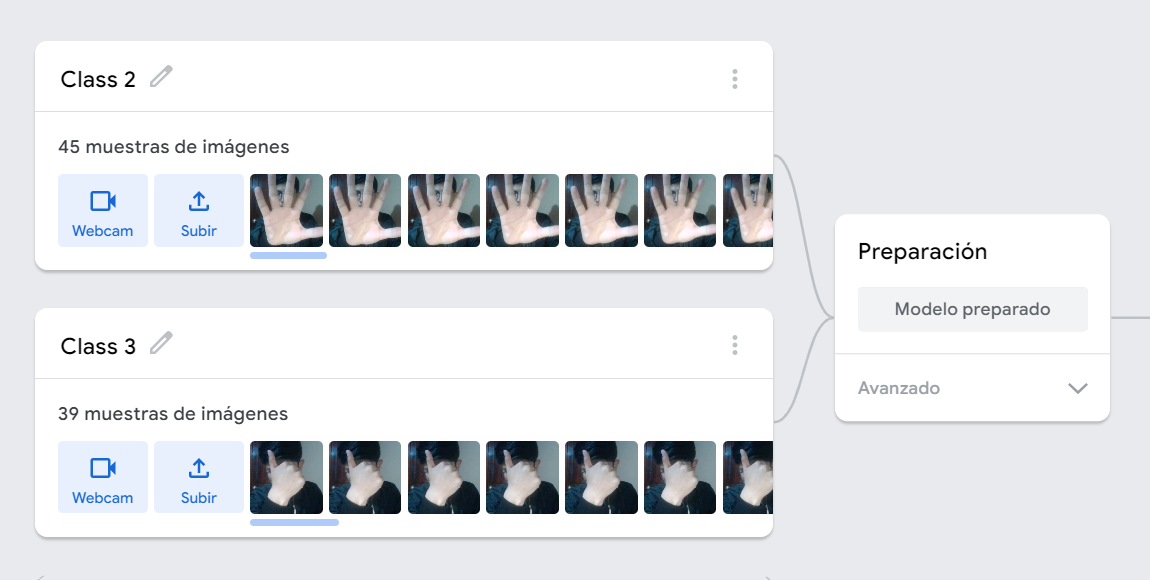 Class 2
45 muestras de imágenes
Webcam
Subir
Class 3
39 muestras de imágenes
Webcam
Subir
Preparación
Modelo preparado
Avanzado